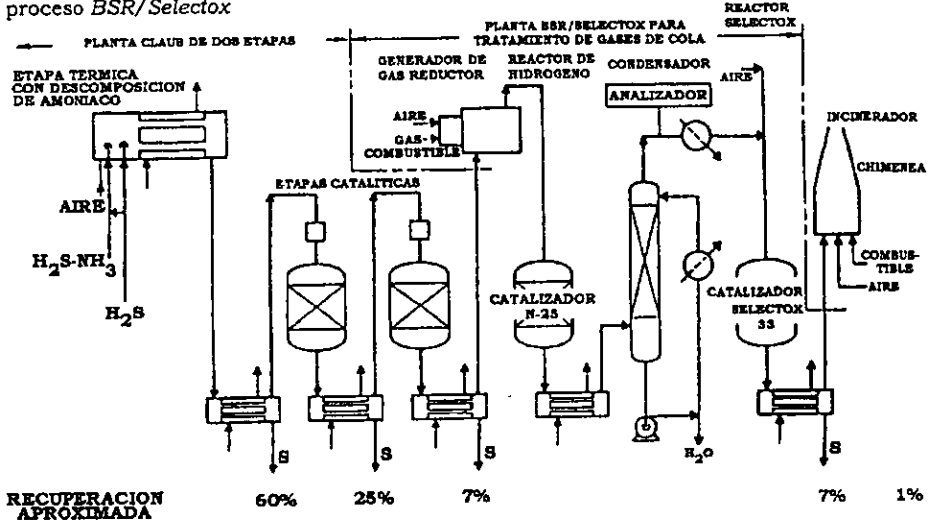 proceso BSR/Selectox
PLANTA CLAUS DE DOS ETAPAS
PLANTA BSR/SELECTOX PARA
TRATAMIENTO DE GASES DE COLA
REACTOR
SELECTOX
ETAPA TERMICA
CON DESCOMPOSICION
DE AMONIACO
GENERADOR DE
GAS REDUCTOR
REACTOR DE
HIDROGENO
CONDENSADOR
ANALIZADOR
AIRE
AIRE
GAS-
COMBUSTIBLE
INCINERADOR
CHIMENEA
ETAPAS CATALITICAS
AIRE
H2S-NH3
H2S
CATALIZADOR
N-25
CATALIZADOR
SELECTOX
33
COMBUS-
TIBLE
AIRE
S
S
S
H2O
S
RECUPERACION
APROXIMADA
60%
25%
7%
7%
1%